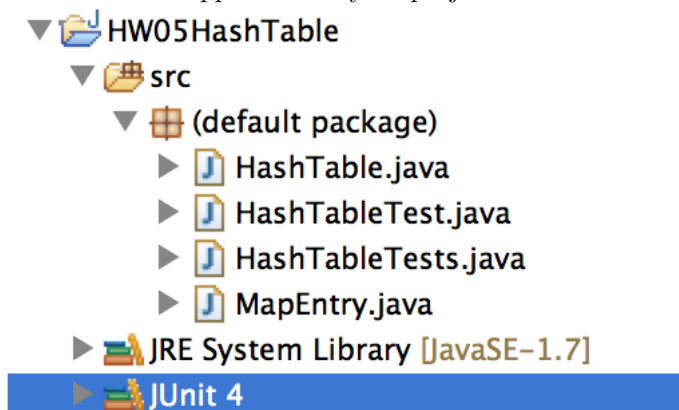 HW05HashTable
src
(default package)
J HashTable.java
J HashTableTest.java
J HashTableTests.java
J MapEntry.java
JRE System Library [JavaSE-1.7]
JUnit 4